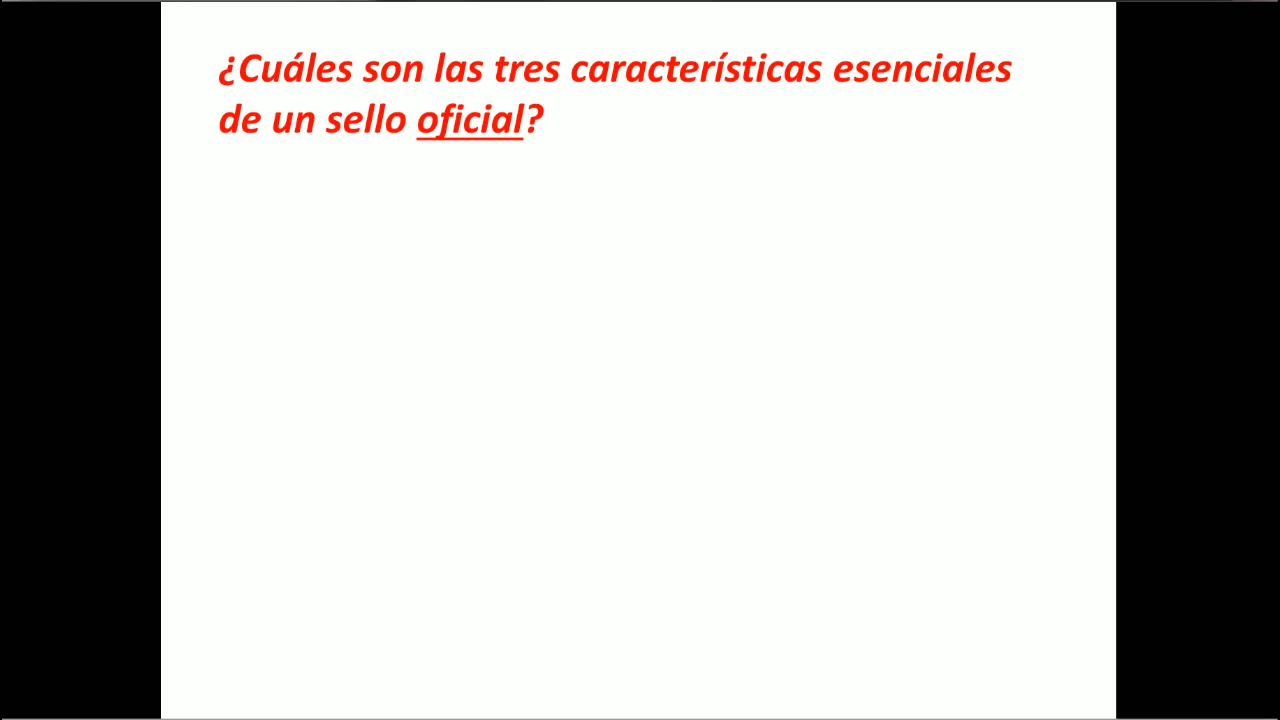 ¿Cuáles son las tres características esenciales
de un sello oficial?